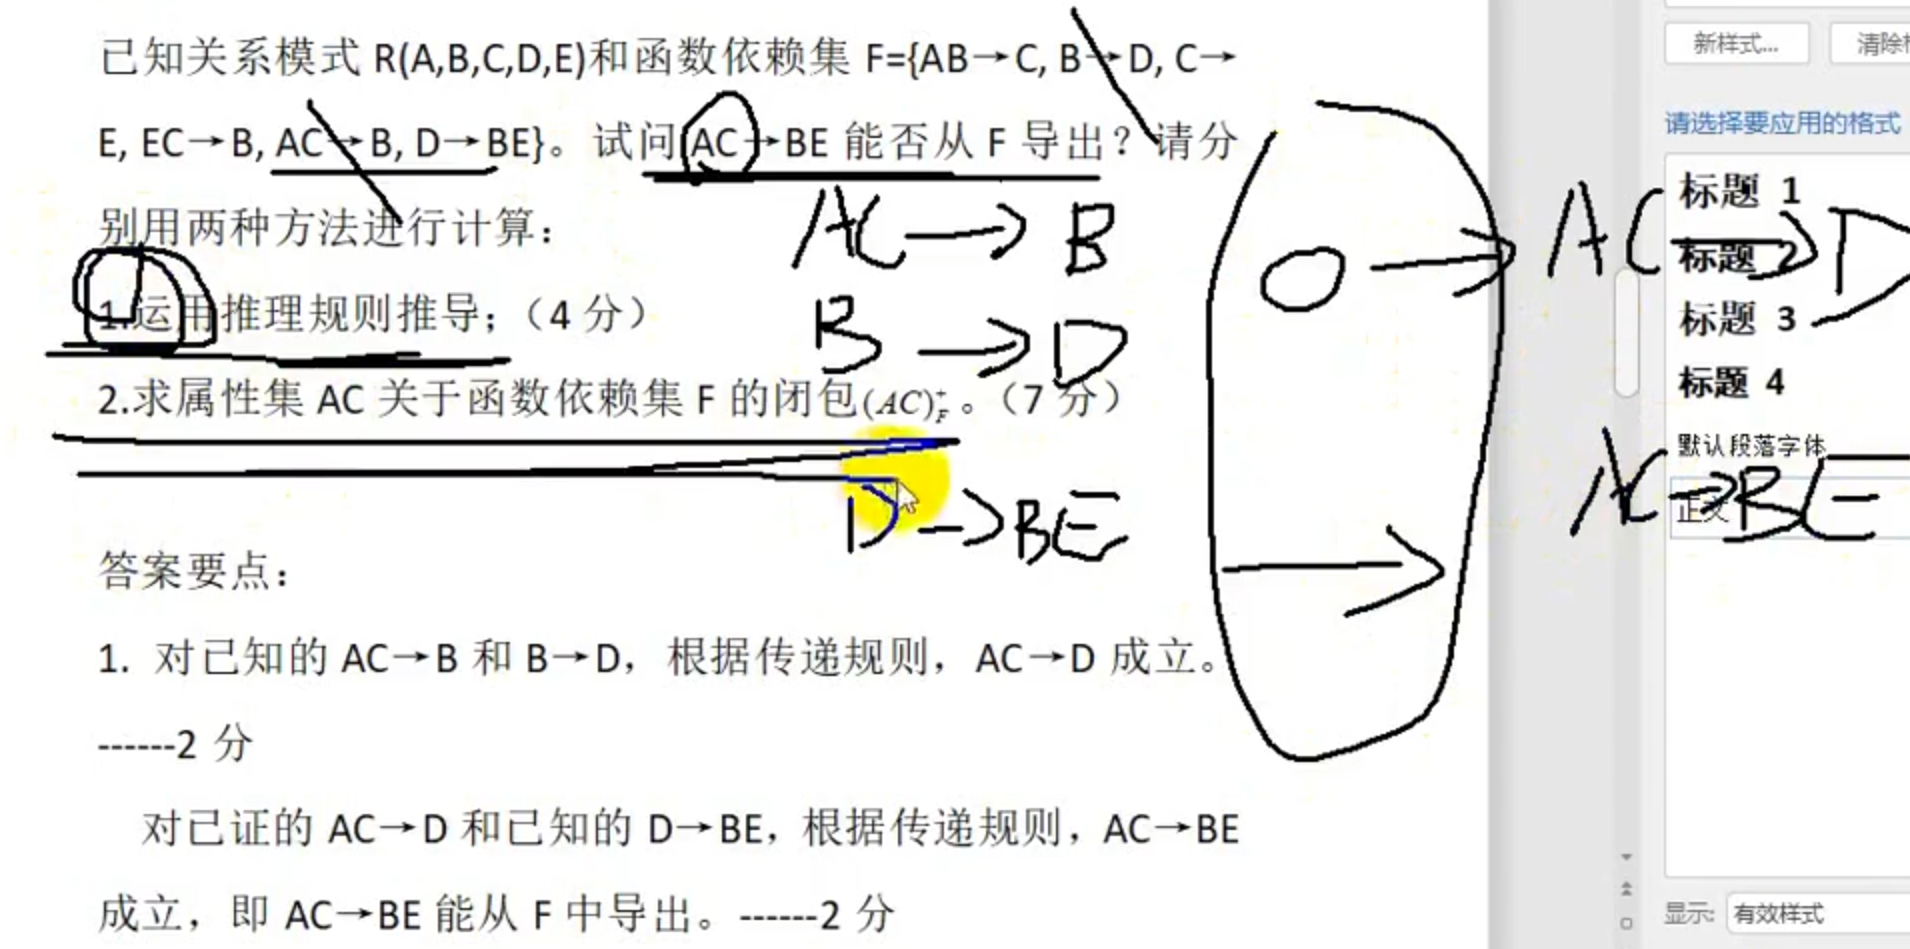 已知关系模式 R(A,B,C,D,E)和函数依赖集 F={AB→C, B→D, C→
E, EC→B, AC→B, D→BE}。试问 AC→BE 能否从 F 导出？请分
别用两种方法进行计算：
1.运用推理规则推导；（4 分）
2.求属性集 AC 关于函数依赖集 F 的闭包(AC)⁺F。（7 分）
答案要点：
1. 对已知的 AC→B 和 B→D，根据传递规则，AC→D 成立。
------2 分
对已证的 AC→D 和已知的 D→BE，根据传递规则，AC→BE
成立，即 AC→BE 能从 F 中导出。------2 分
AC→B
B→D
D→BE
AC→D
AC→BE
新样式...
清除
请选择要应用的格式
标题 1
标题 2
标题 3
标题 4
默认段落字体
正文
显示: 有效样式